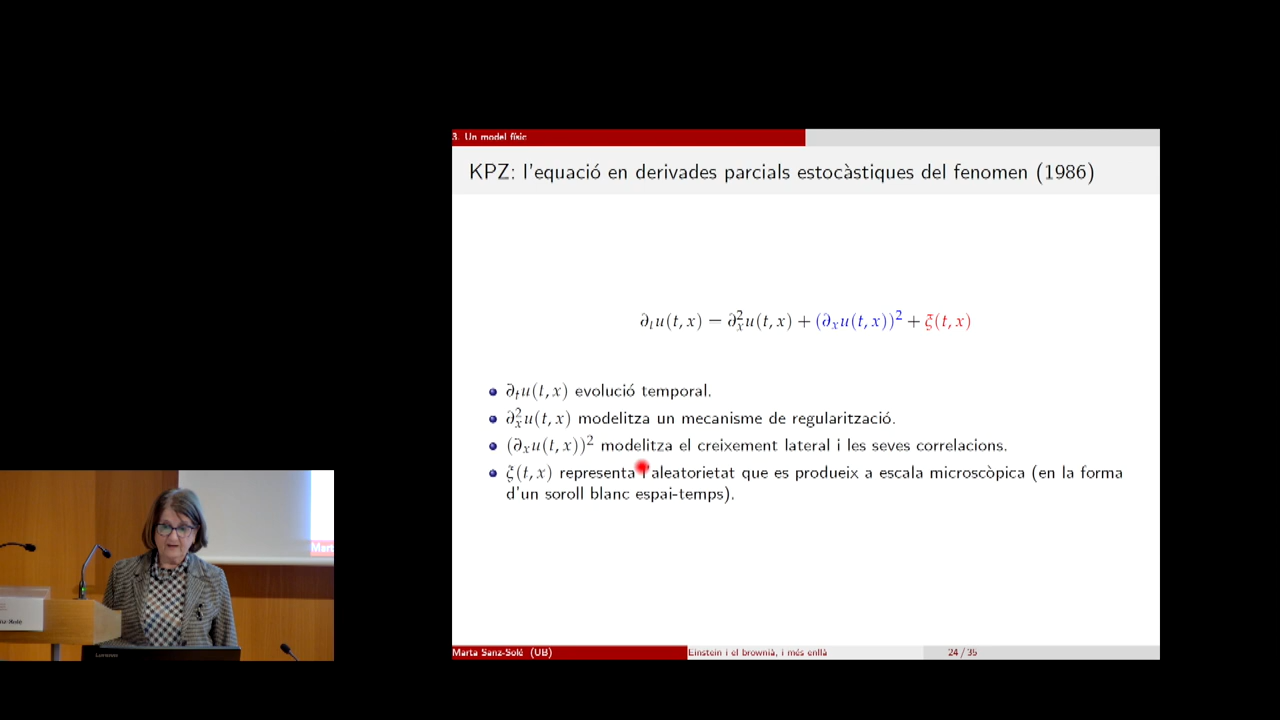 3. Un model físic
KPZ: l'equació en derivades parcials estocàstiques del fenomen (1986)
∂ₜu(t, x) = ∂ₓ²u(t, x) + (∂ₓu(t, x))² + ξ(t, x)
∂ₜu(t, x) evolució temporal.
∂ₓ²u(t, x) modelitza un mecanisme de regularització.
(∂ₓu(t, x))² modelitza el creixement lateral i les seves correlacions.
ξ(t, x) representa l'aleatorietat que es produeix a escala microscòpica (en la forma
d'un soroll blanc espai-temps).
Marta Sanz-Solé (UB) Einstein i el brownià, i més enllà 24 / 35
Mart